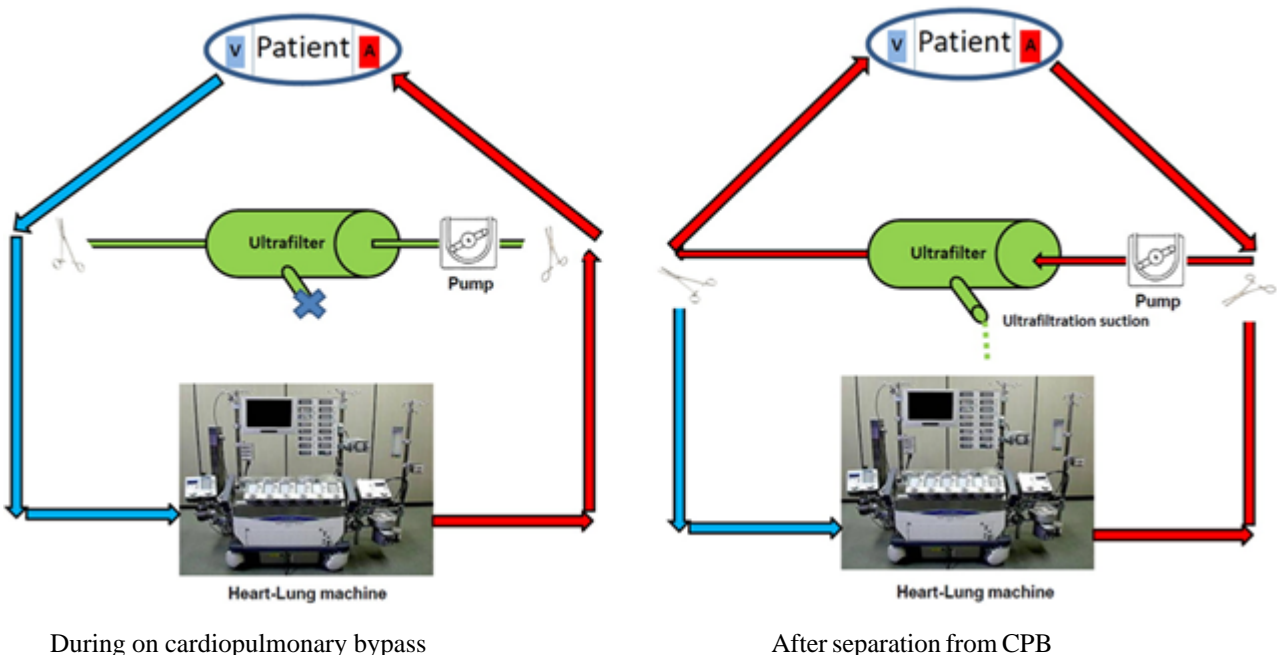 V Patient A
Ultrafilter
Pump
Heart-Lung machine
During on cardiopulmonary bypass
V Patient A
Ultrafilter
Pump
Ultrafiltration suction
Heart-Lung machine
After separation from CPB